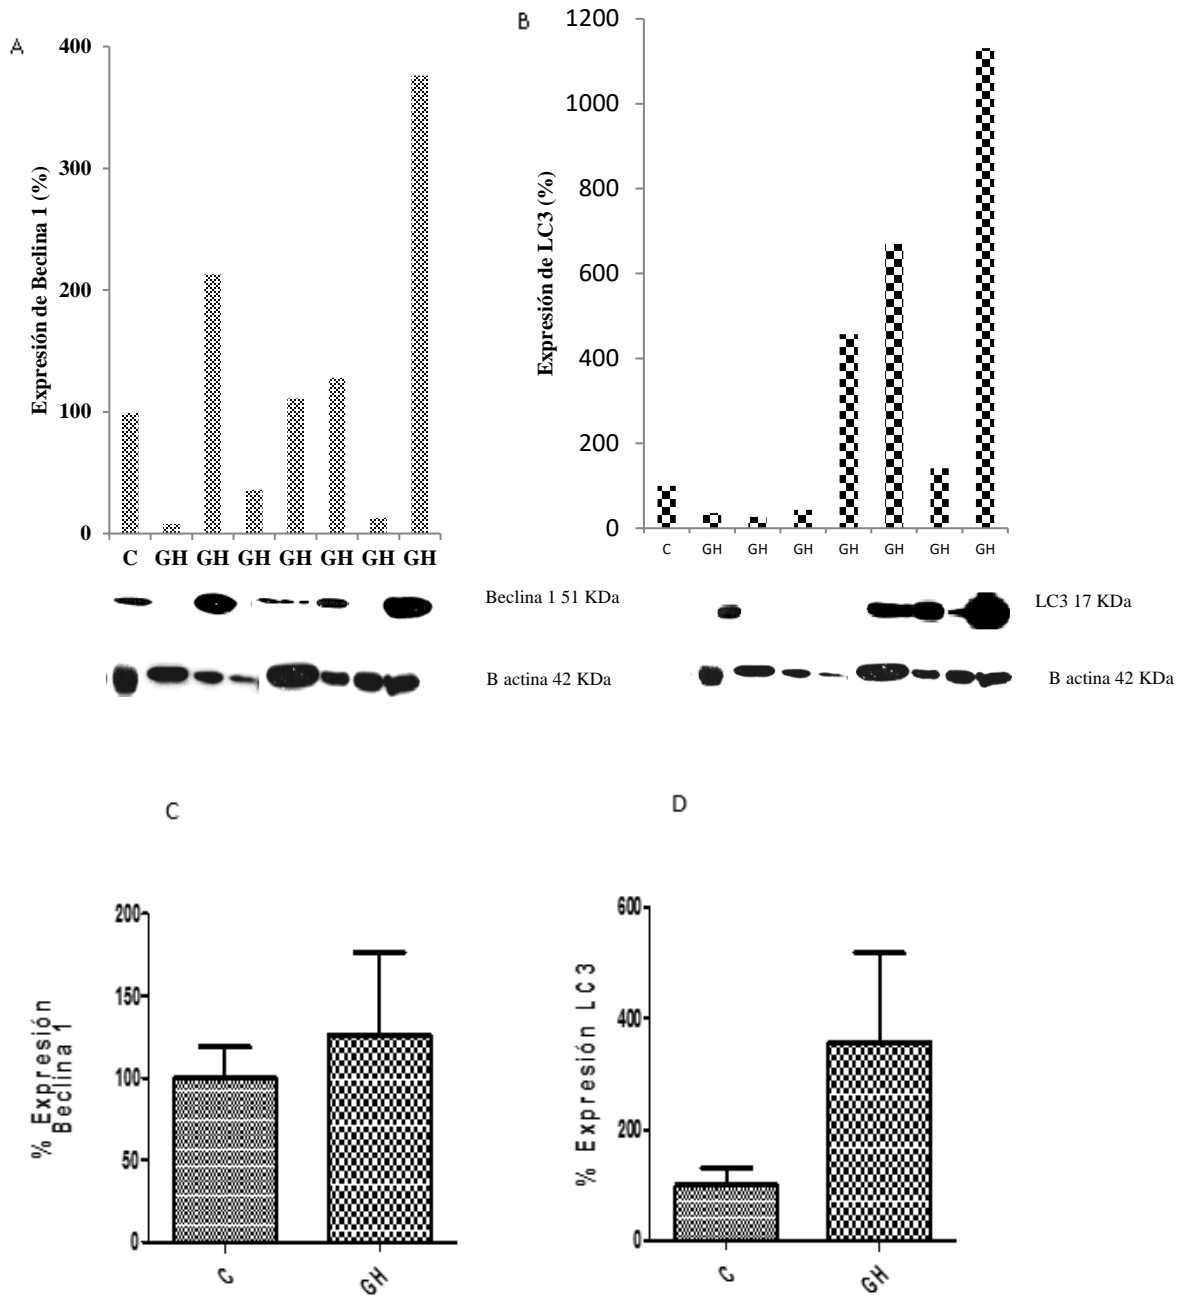 A
400
300
200
100
0
Expresión de Beclina 1 (%)
C GH GH GH GH GH GH GH
Beclina 1 51 KDa
B actina 42 KDa
B
1200
1000
800
600
400
200
0
Expresión de LC3 (%)
C GH GH GH GH GH GH GH
LC3 17 KDa
B actina 42 KDa
C
200
150
100
50
0
% Expresión
Beclina 1
C GH
D
600
400
200
0
% Expresión LC3
C GH